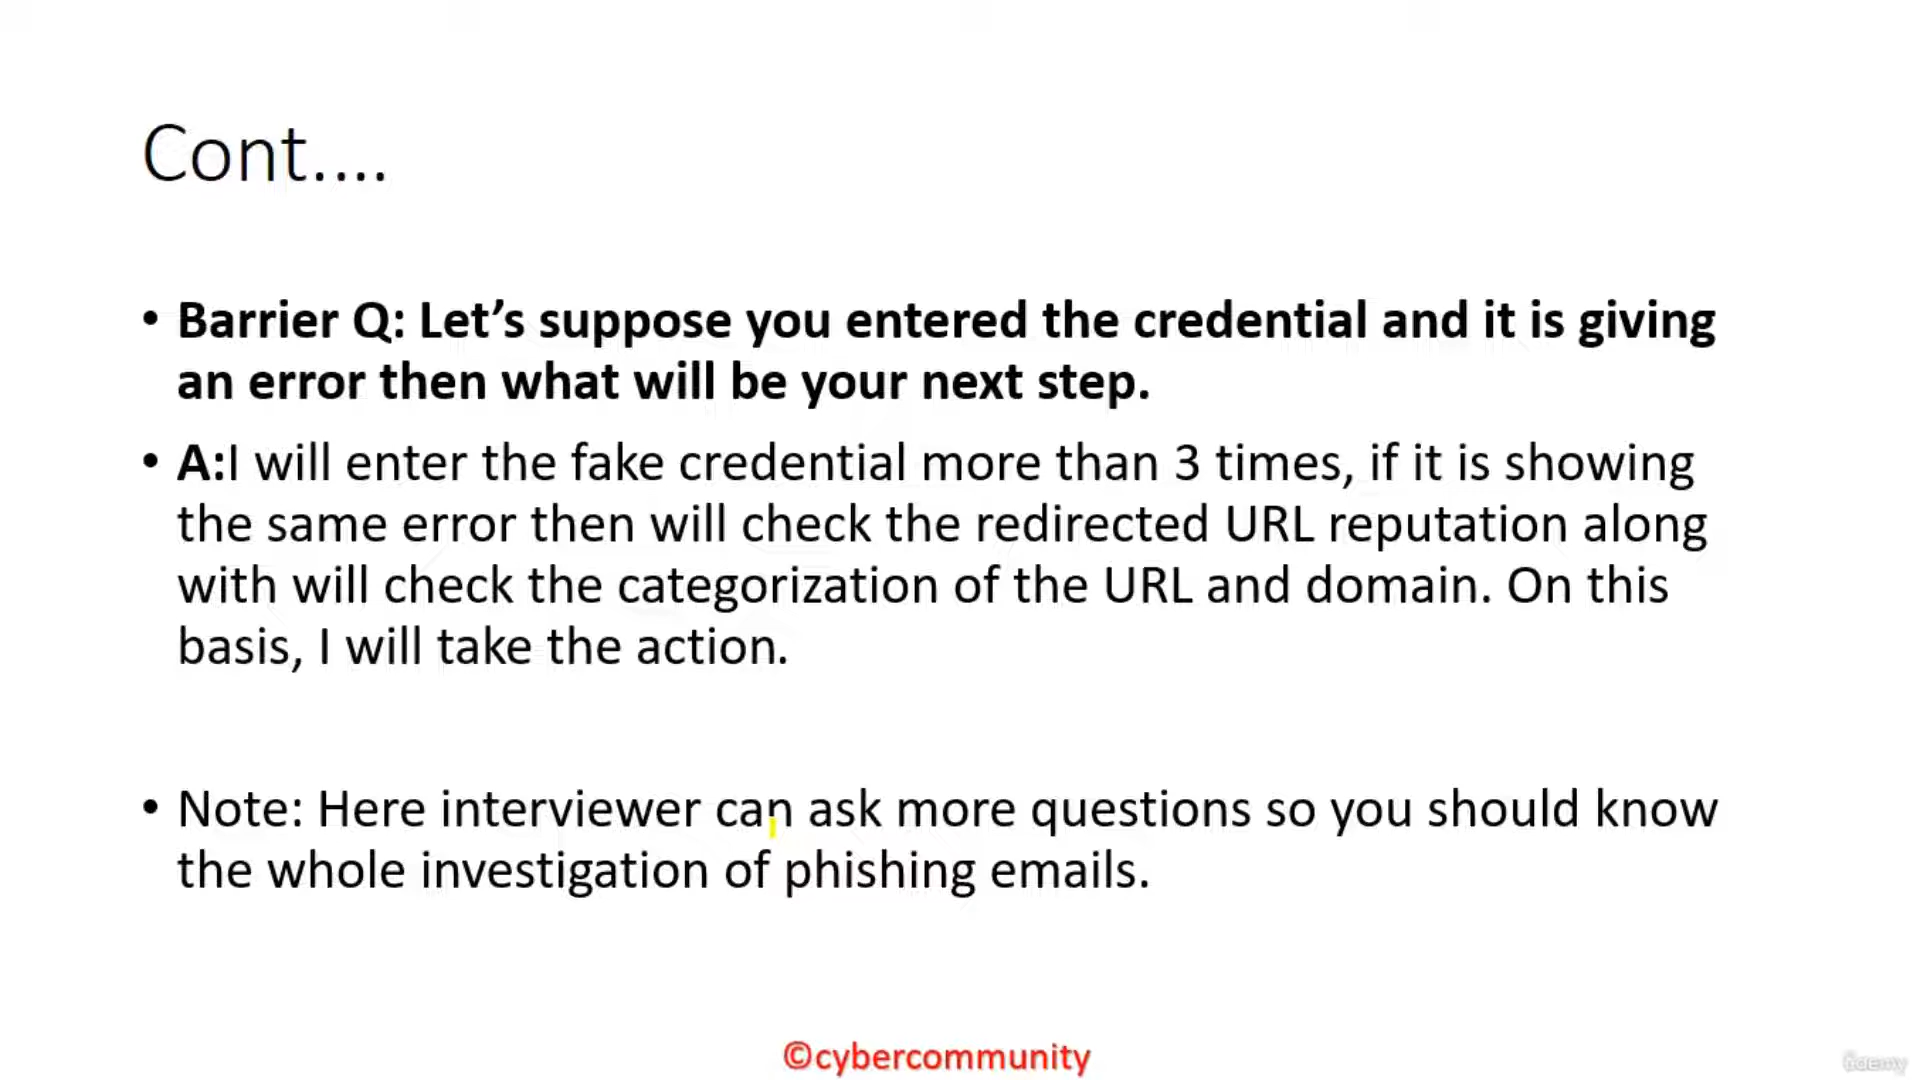 Cont....
• Barrier Q: Let’s suppose you entered the credential and it is giving
an error then what will be your next step.
• A:I will enter the fake credential more than 3 times, if it is showing
the same error then will check the redirected URL reputation along
with will check the categorization of the URL and domain. On this
basis, I will take the action.
• Note: Here interviewer can ask more questions so you should know
the whole investigation of phishing emails.
©cybercommunity
ûdemy